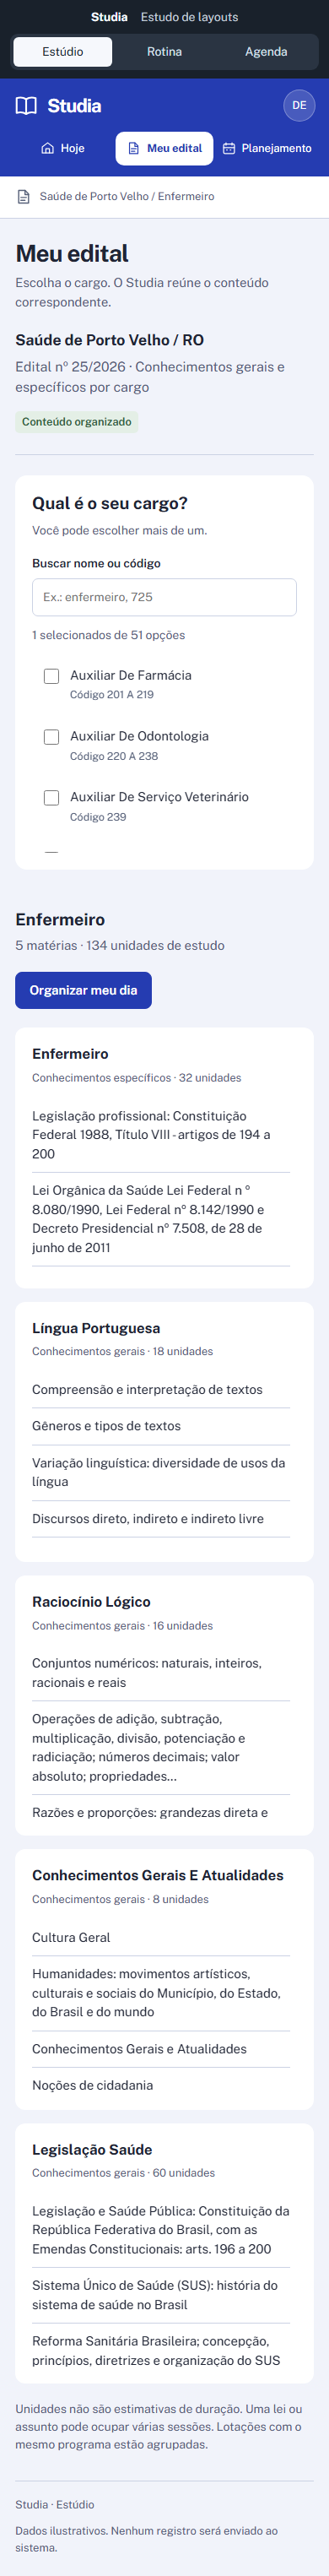 Studia Estudo de layouts
Estúdio Rotina Agenda
Studia DE
Hoje Meu edital Planejamento
Saúde de Porto Velho / Enfermeiro
Meu edital
Escolha o cargo. O Studia reúne o conteúdo
correspondente.
Saúde de Porto Velho / RO
Edital nº 25/2026 · Conhecimentos gerais e
específicos por cargo
Conteúdo organizado
Qual é o seu cargo?
Você pode escolher mais de um.
Buscar nome ou código
Ex.: enfermeiro, 725
1 selecionados de 51 opções
Auxiliar De Farmácia
Código 201 A 219
Auxiliar De Odontologia
Código 220 A 238
Auxiliar De Serviço Veterinário
Código 239
Enfermeiro
5 matérias · 134 unidades de estudo
Organizar meu dia
Enfermeiro
Conhecimentos específicos · 32 unidades
Legislação profissional: Constituição
Federal 1988, Título VIII - artigos de 194 a
200
Lei Orgânica da Saúde Lei Federal n º
8.080/1990, Lei Federal nº 8.142/1990 e
Decreto Presidencial nº 7.508, de 28 de
junho de 2011
Língua Portuguesa
Conhecimentos gerais · 18 unidades
Compreensão e interpretação de textos
Gêneros e tipos de textos
Variação linguística: diversidade de usos da
língua
Discursos direto, indireto e indireto livre
Raciocínio Lógico
Conhecimentos gerais · 16 unidades
Conjuntos numéricos: naturais, inteiros,
racionais e reais
Operações de adição, subtração,
multiplicação, divisão, potenciação e
radiciação; números decimais; valor
absoluto; propriedades...
Razões e proporções: grandezas direta e
Conhecimentos Gerais E Atualidades
Conhecimentos gerais · 8 unidades
Cultura Geral
Humanidades: movimentos artísticos,
culturais e sociais do Município, do Estado,
do Brasil e do mundo
Conhecimentos Gerais e Atualidades
Noções de cidadania
Legislação Saúde
Conhecimentos gerais · 60 unidades
Legislação e Saúde Pública: Constituição da
República Federativa do Brasil, com as
Emendas Constitucionais: arts. 196 a 200
Sistema Único de Saúde (SUS): história do
sistema de saúde no Brasil
Reforma Sanitária Brasileira; concepção,
princípios, diretrizes e organização do SUS
Unidades não são estimativas de duração. Uma lei ou
assunto pode ocupar várias sessões. Lotações com o
mesmo programa estão agrupadas.
Studia · Estúdio
Dados ilustrativos. Nenhum registro será enviado ao
sistema.